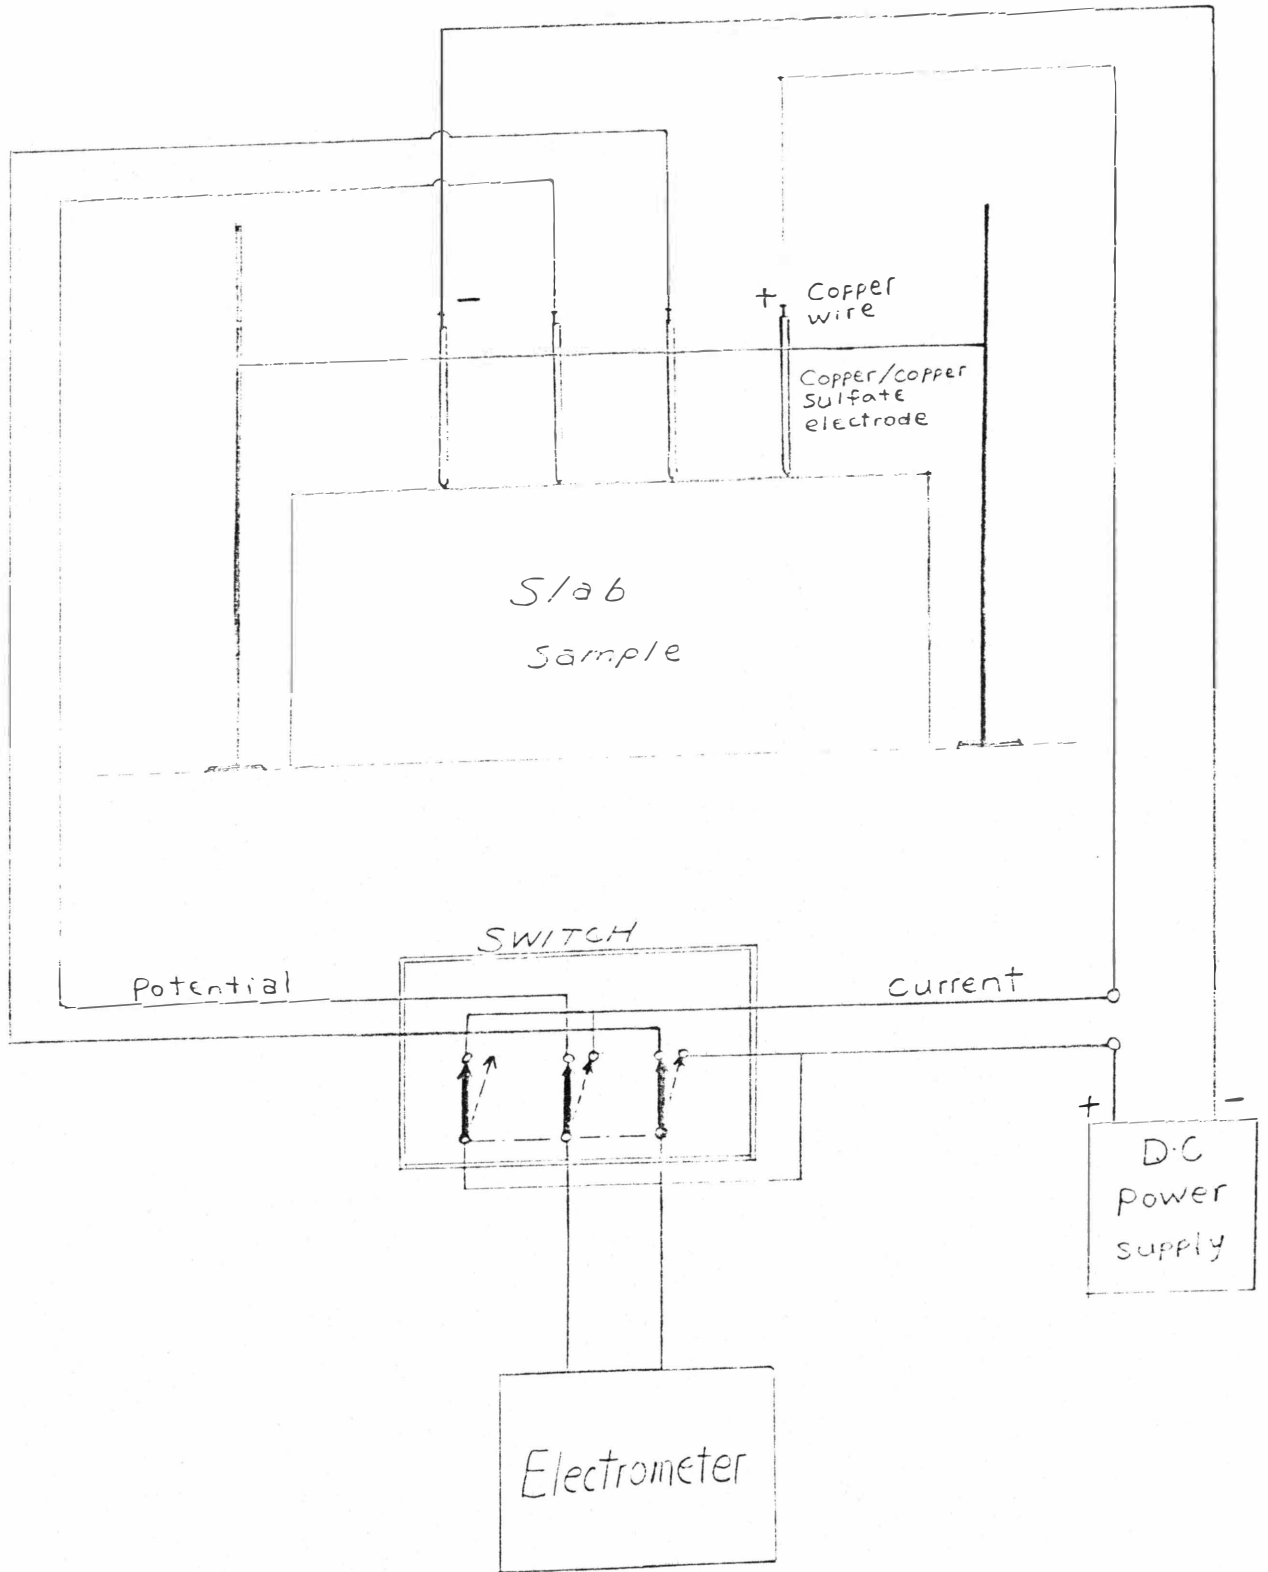 −
+ Copper
wire
Copper/copper
sulfate
electrode
Slab
sample
SWITCH
Potential
Current
+ −
D.C
Power
supply
Electrometer